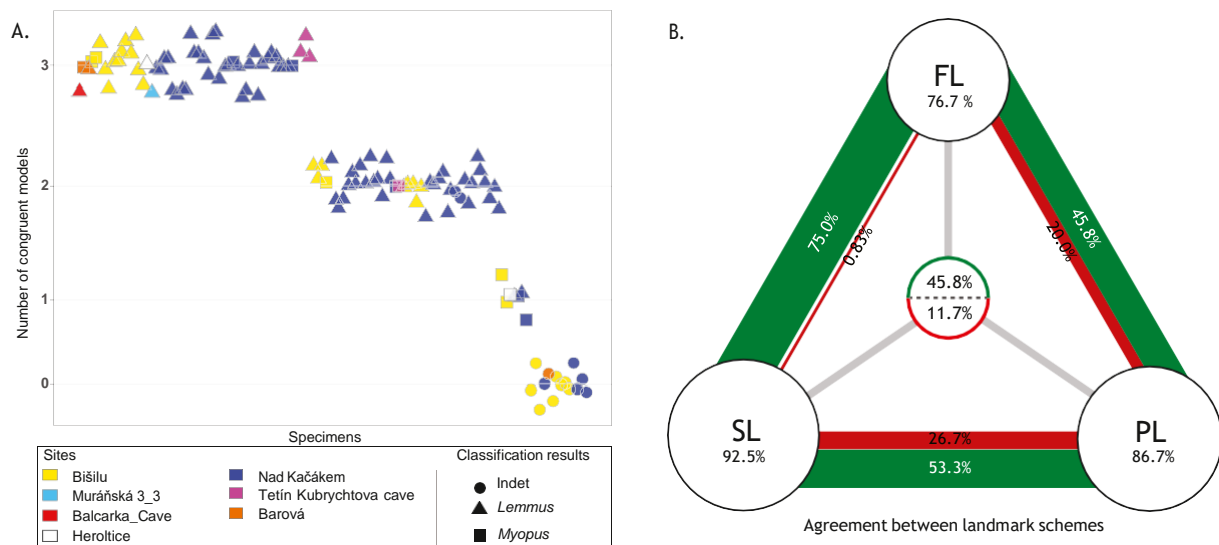 A.
Number of congruent models
3
2
1
0
Specimens
Sites
Bišilu
Muráňská 3_3
Balcarka_Cave
Heroltice
Nad Kačákem
Tetín Kubrychtova cave
Barová
Classification results
Indet
Lemmus
Myopus
B.
FL
76.7 %
75.0%
0.83%
45.8%
20.0%
45.8%
11.7%
SL
92.5%
26.7%
53.3%
PL
86.7%
Agreement between landmark schemes